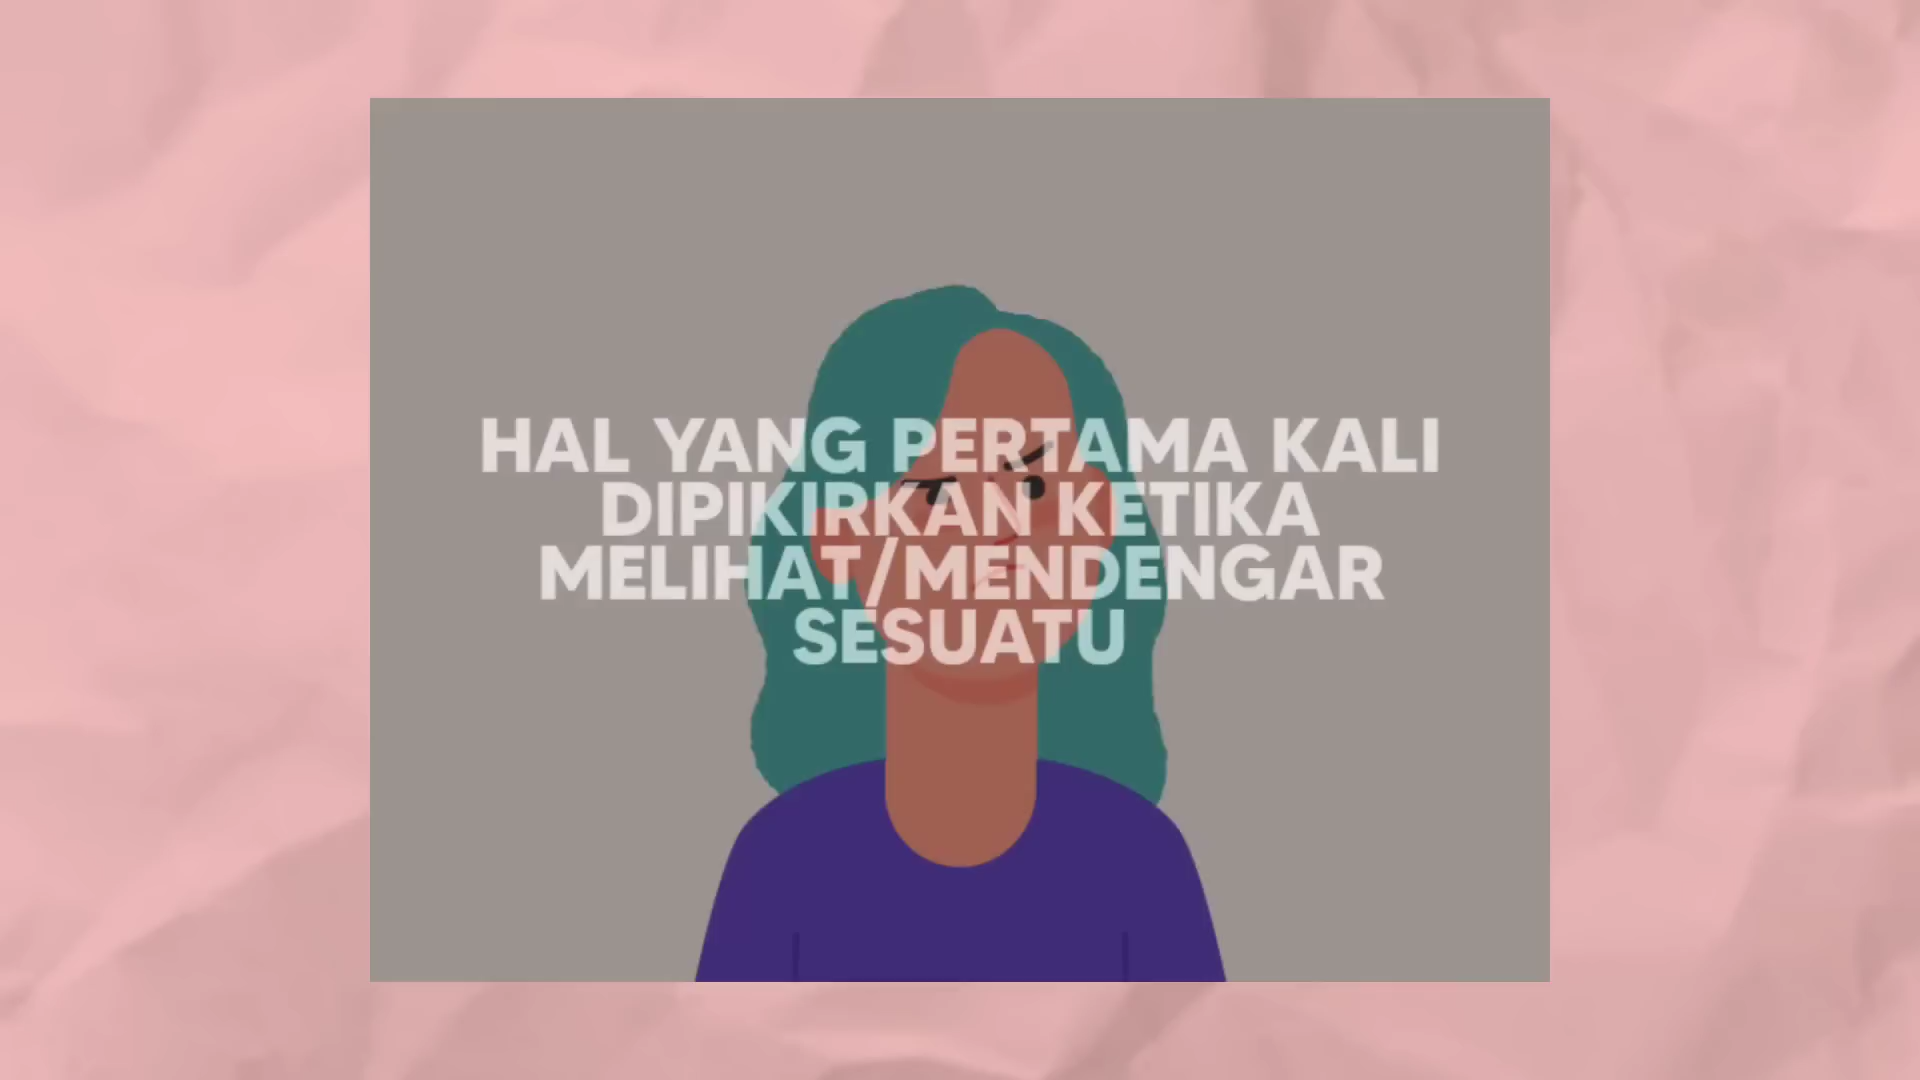 HAL YANG PERTAMA KALI
DIPIKIRKAN KETIKA
MELIHAT/MENDENGAR
SESUATU